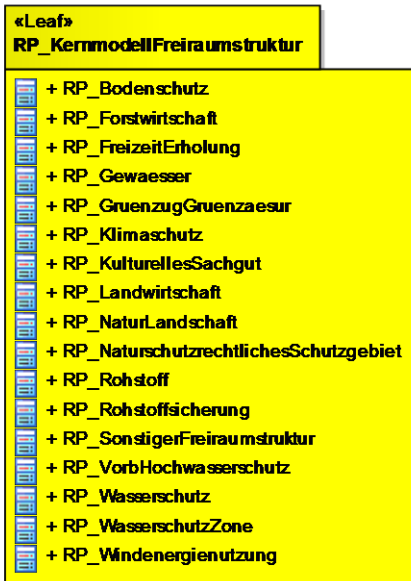 «Leaf»
RP_KernmodellFreiraumstruktur
+ RP_Bodenschutz
+ RP_Forstwirtschaft
+ RP_FreizeitErholung
+ RP_Gewaesser
+ RP_GruenzugGruenzaesur
+ RP_Klimaschutz
+ RP_KulturellesSachgut
+ RP_Landwirtschaft
+ RP_NaturLandschaft
+ RP_NaturschutzrechtlichesSchutzgebiet
+ RP_Rohstoff
+ RP_Rohstoffsicherung
+ RP_SonstigerFreiraumstruktur
+ RP_VorbHochwasserschutz
+ RP_Wasserschutz
+ RP_WasserschutzZone
+ RP_Windenergienutzung